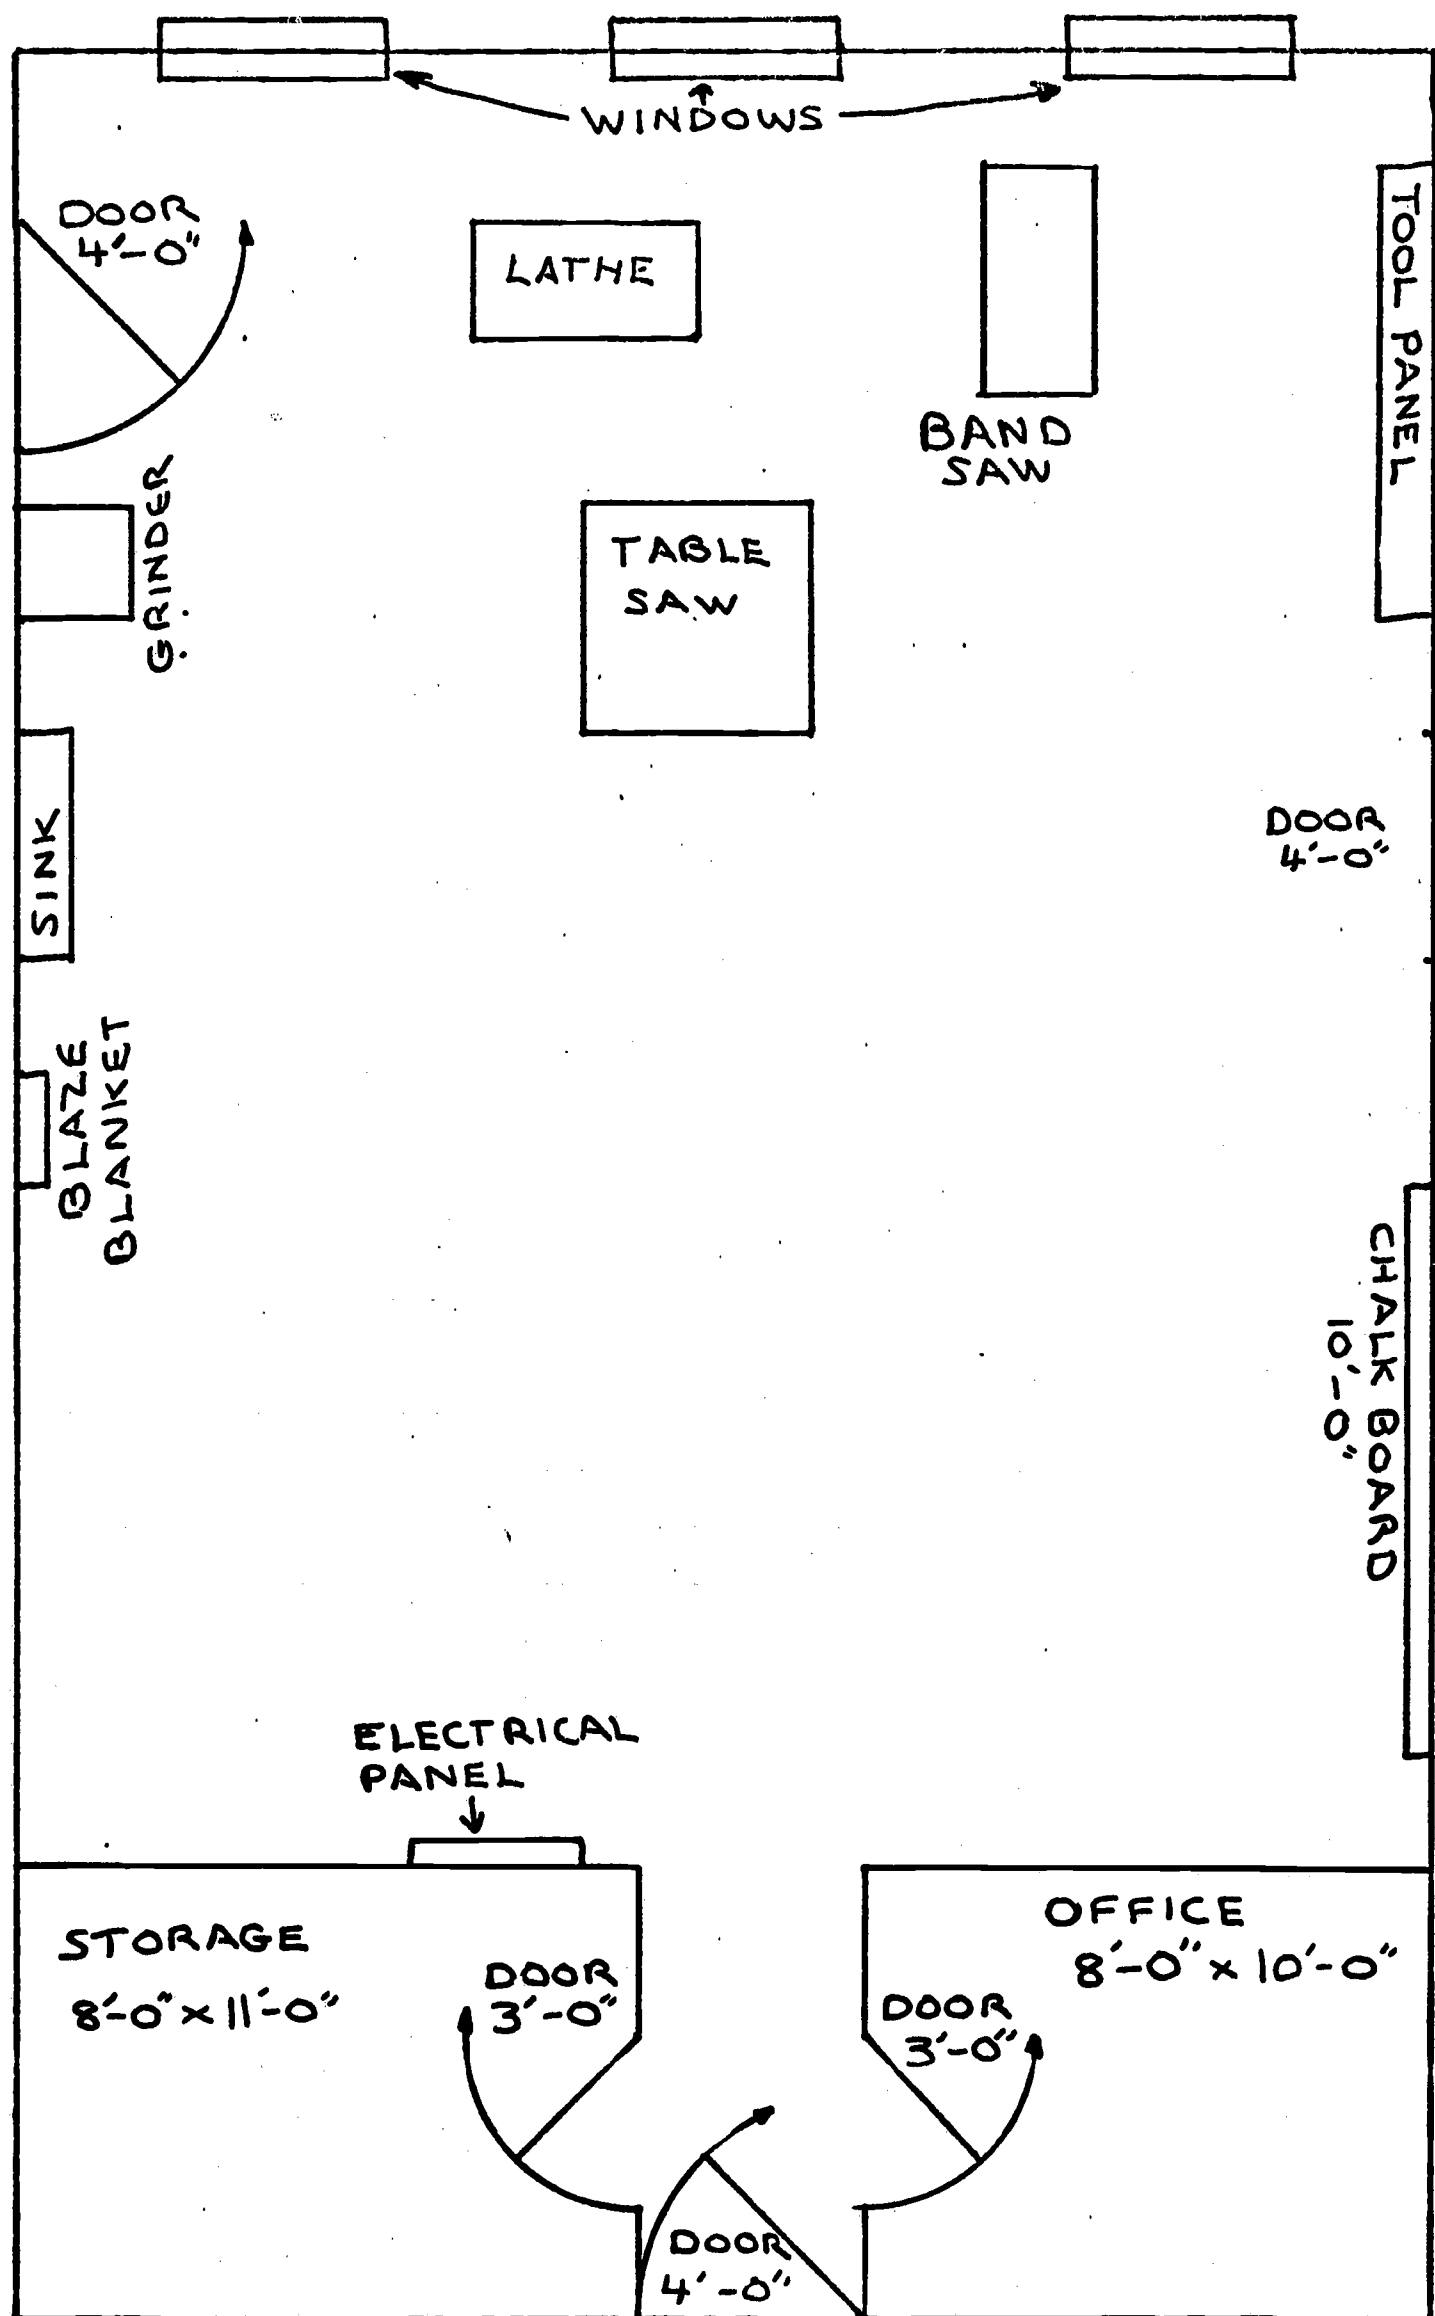 WINDOWS
DOOR
4'-0"
LATHE
TOOL PANEL
BAND
SAW
GRINDER
TABLE
SAW
SINK
DOOR
4'-0"
BLAZE
BLANKET
CHALK BOARD
10'-0"
ELECTRICAL
PANEL
STORAGE
8'-0" x 11'-0"
DOOR
3'-0"
OFFICE
8'-0" x 10'-0"
DOOR
3'-0"
DOOR
4'-0"